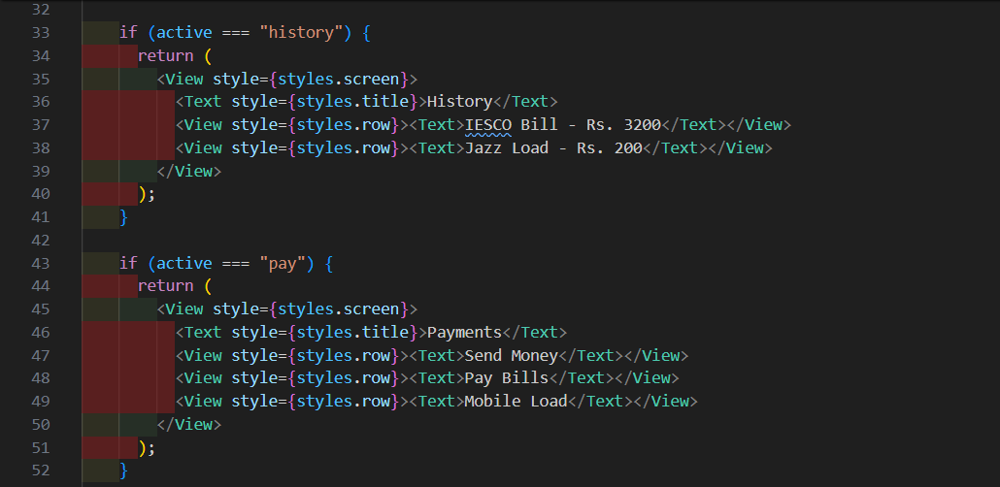 32
33 if (active === "history") {
34 return (
35 <View style={styles.screen}>
36 <Text style={styles.title}>History</Text>
37 <View style={styles.row}><Text>IESCO Bill - Rs. 3200</Text></View>
38 <View style={styles.row}><Text>Jazz Load - Rs. 200</Text></View>
39 </View>
40 );
41 }
42
43 if (active === "pay") {
44 return (
45 <View style={styles.screen}>
46 <Text style={styles.title}>Payments</Text>
47 <View style={styles.row}><Text>Send Money</Text></View>
48 <View style={styles.row}><Text>Pay Bills</Text></View>
49 <View style={styles.row}><Text>Mobile Load</Text></View>
50 </View>
51 );
52 }